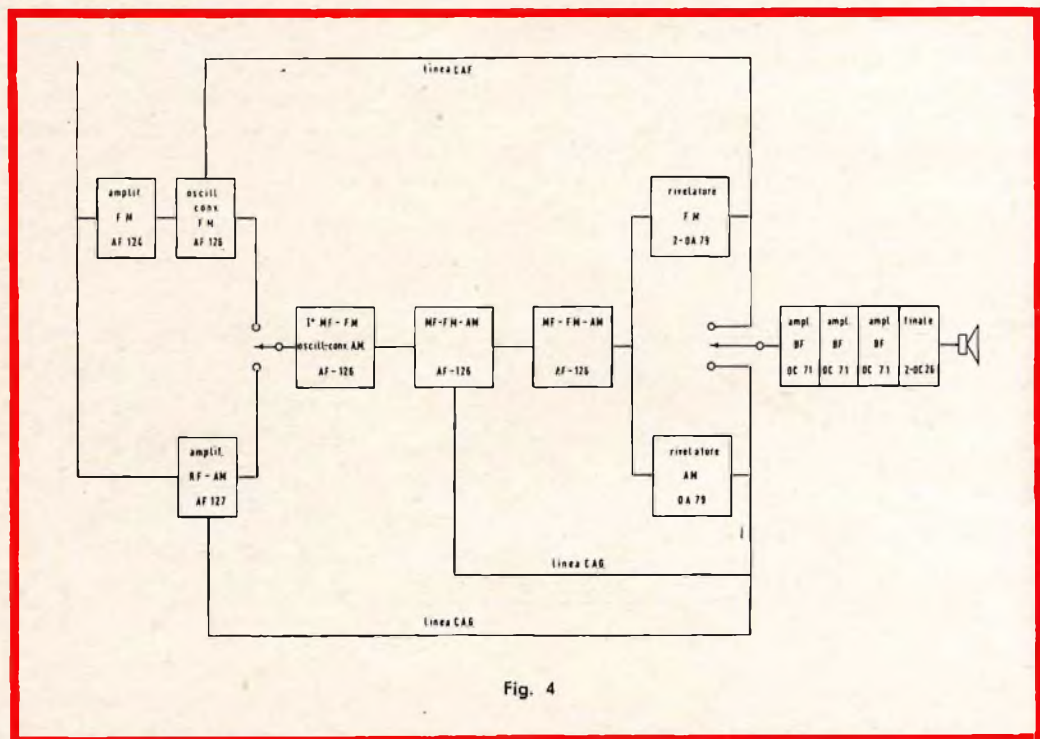 linea CAF
amplif.
FM
AF 124
oscill
conv.
FM
AF 126
rivelatore
FM
2-OA 79
1° MF-FM
oscill-conv. AM
AF-126
MF-FM-AM
AF-126
MF-FM-AM
AF-126
ampl.
BF
OC 71
ampl.
BF
OC 71
ampl
BF
OC 71
finale
2-OC26
amplif.
RF-AM
AF 127
rivelatore
AM
OA 79
linea CAG
linea CAG
Fig. 4